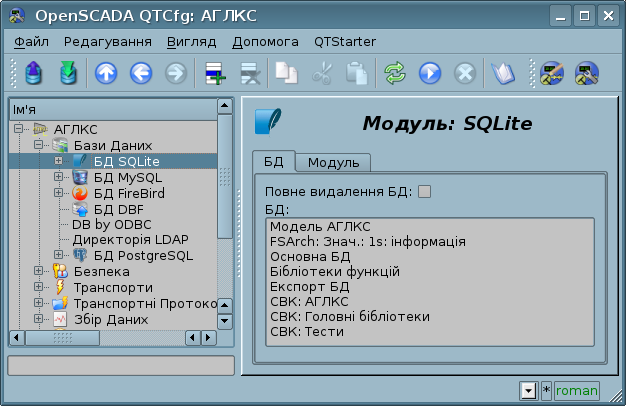 OpenSCADA QTCfg: АГЛКС
Файл Редагування Вигляд Допомога QTStarter
Ім'я
АГЛКС
Бази Даних
БД SQLite
БД MySQL
БД FireBird
БД DBF
DB by ODBC
Директорія LDAP
БД PostgreSQL
Безпека
Транспорти
Транспортні Протоко
Збір Даних
Модуль: SQLite
БД Модуль
Повне видалення БД:
БД:
Модель АГЛКС
FSArch: Знач.: 1s: інформація
Основна БД
Бібліотеки функцій
Експорт БД
СВК: АГЛКС
СВК: Головні бібліотеки
СВК: Тести
* roman